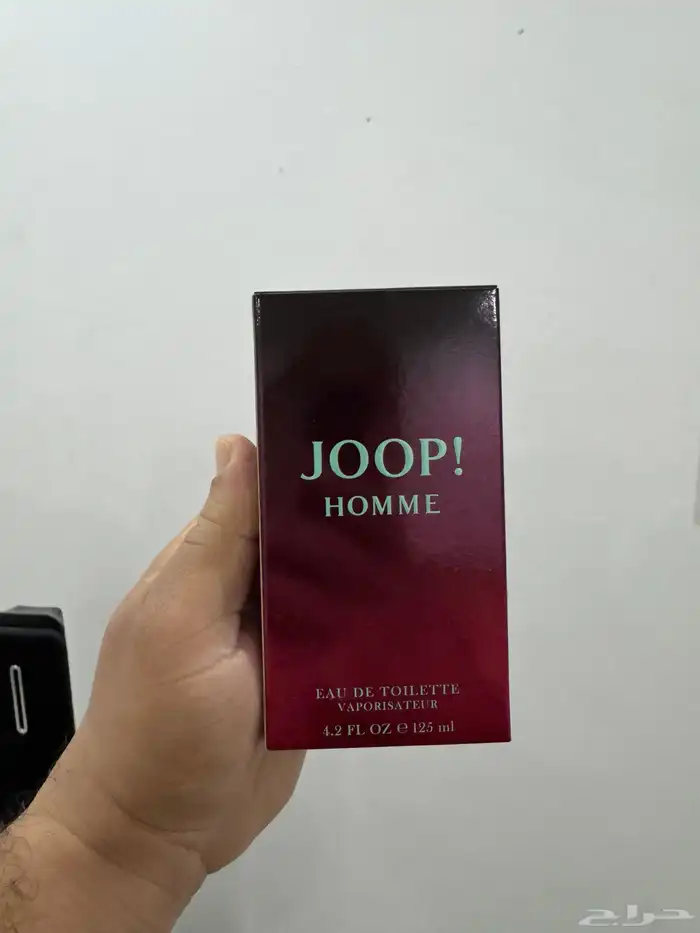 JOOP!
HOMME
EAU DE TOILETTE
VAPORISATEUR
4.2 FL OZ ℮ 125 ml
حراج